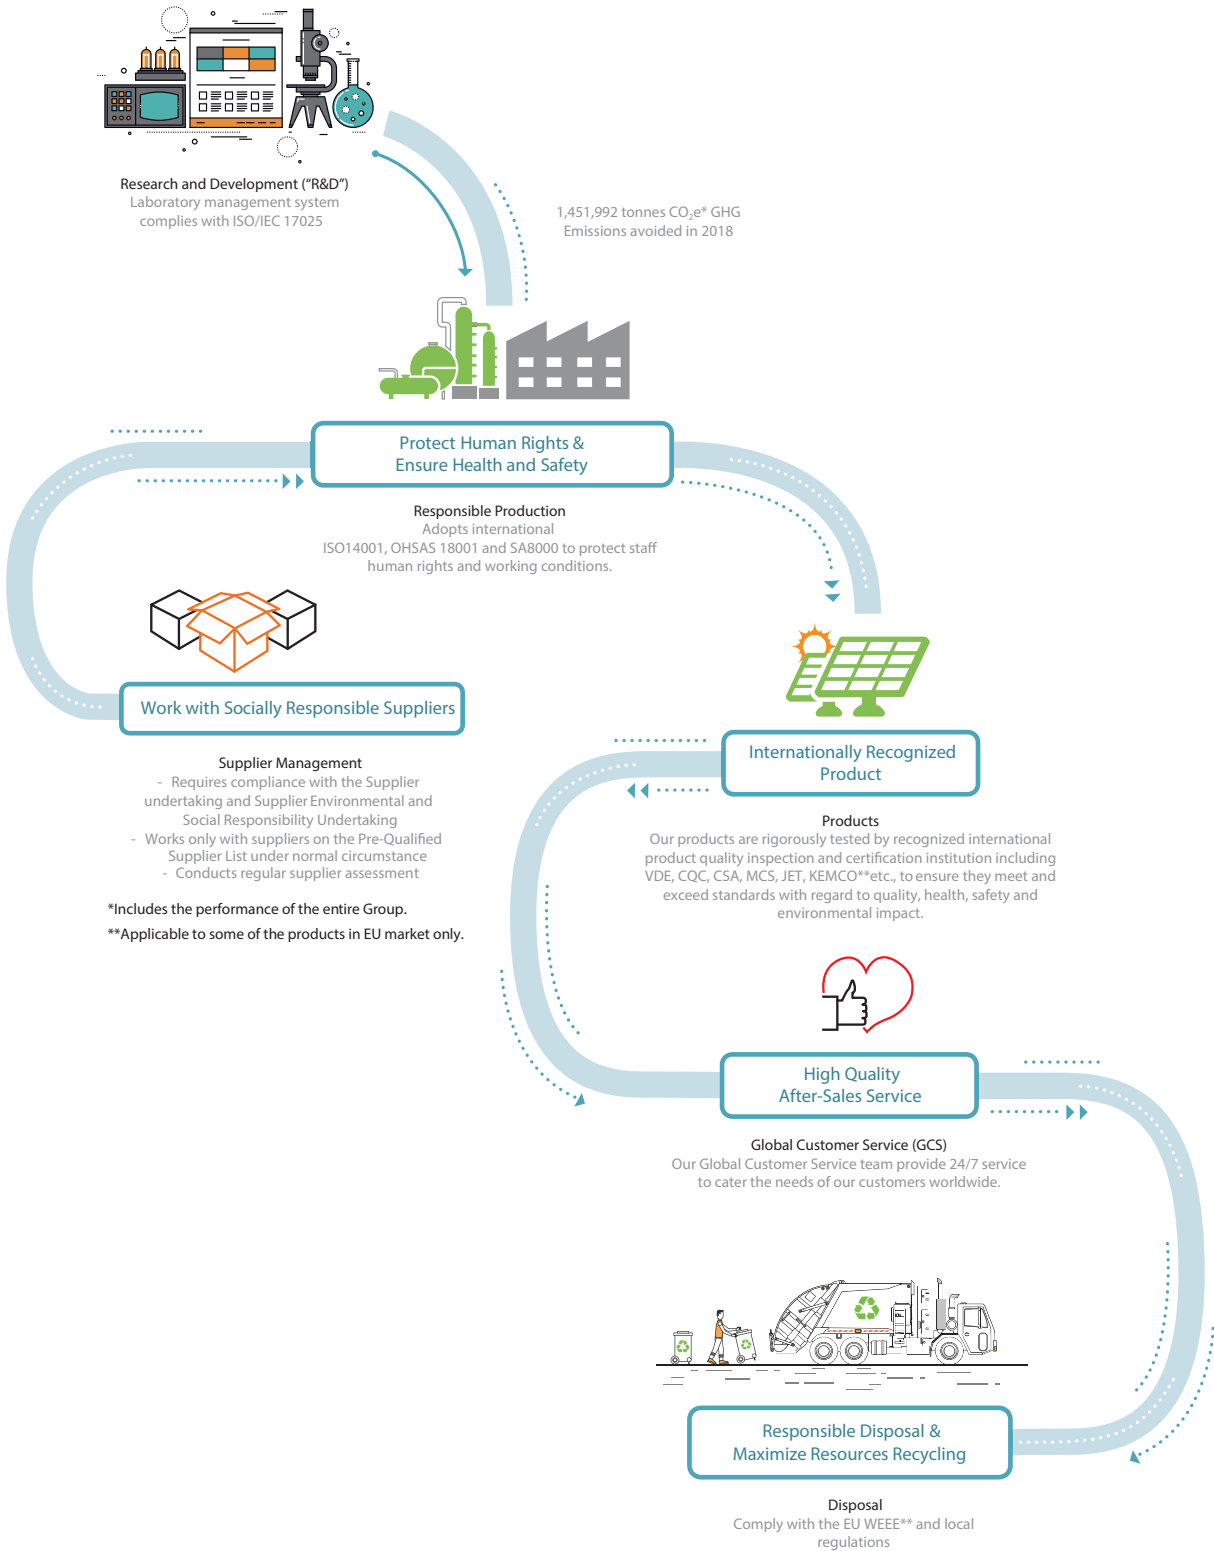 Research and Development (“R&D”)
Laboratory management system
complies with ISO/IEC 17025
1,451,992 tonnes CO₂e* GHG
Emissions avoided in 2018
Protect Human Rights &
Ensure Health and Safety
Responsible Production
Adopts international
ISO14001, OHSAS 18001 and SA8000 to protect staff
human rights and working conditions.
Work with Socially Responsible Suppliers
Supplier Management
- Requires compliance with the Supplier
undertaking and Supplier Environmental and
Social Responsibility Undertaking
- Works only with suppliers on the Pre-Qualified
Supplier List under normal circumstance
- Conducts regular supplier assessment
*Includes the performance of the entire Group.
**Applicable to some of the products in EU market only.
Internationally Recognized
Product
Products
Our products are rigorously tested by recognized international
product quality inspection and certification institution including
VDE, CQC, CSA, MCS, JET, KEMCO**etc., to ensure they meet and
exceed standards with regard to quality, health, safety and
environmental impact.
High Quality
After-Sales Service
Global Customer Service (GCS)
Our Global Customer Service team provide 24/7 service
to cater the needs of our customers worldwide.
Responsible Disposal &
Maximize Resources Recycling
Disposal
Comply with the EU WEEE** and local
regulations